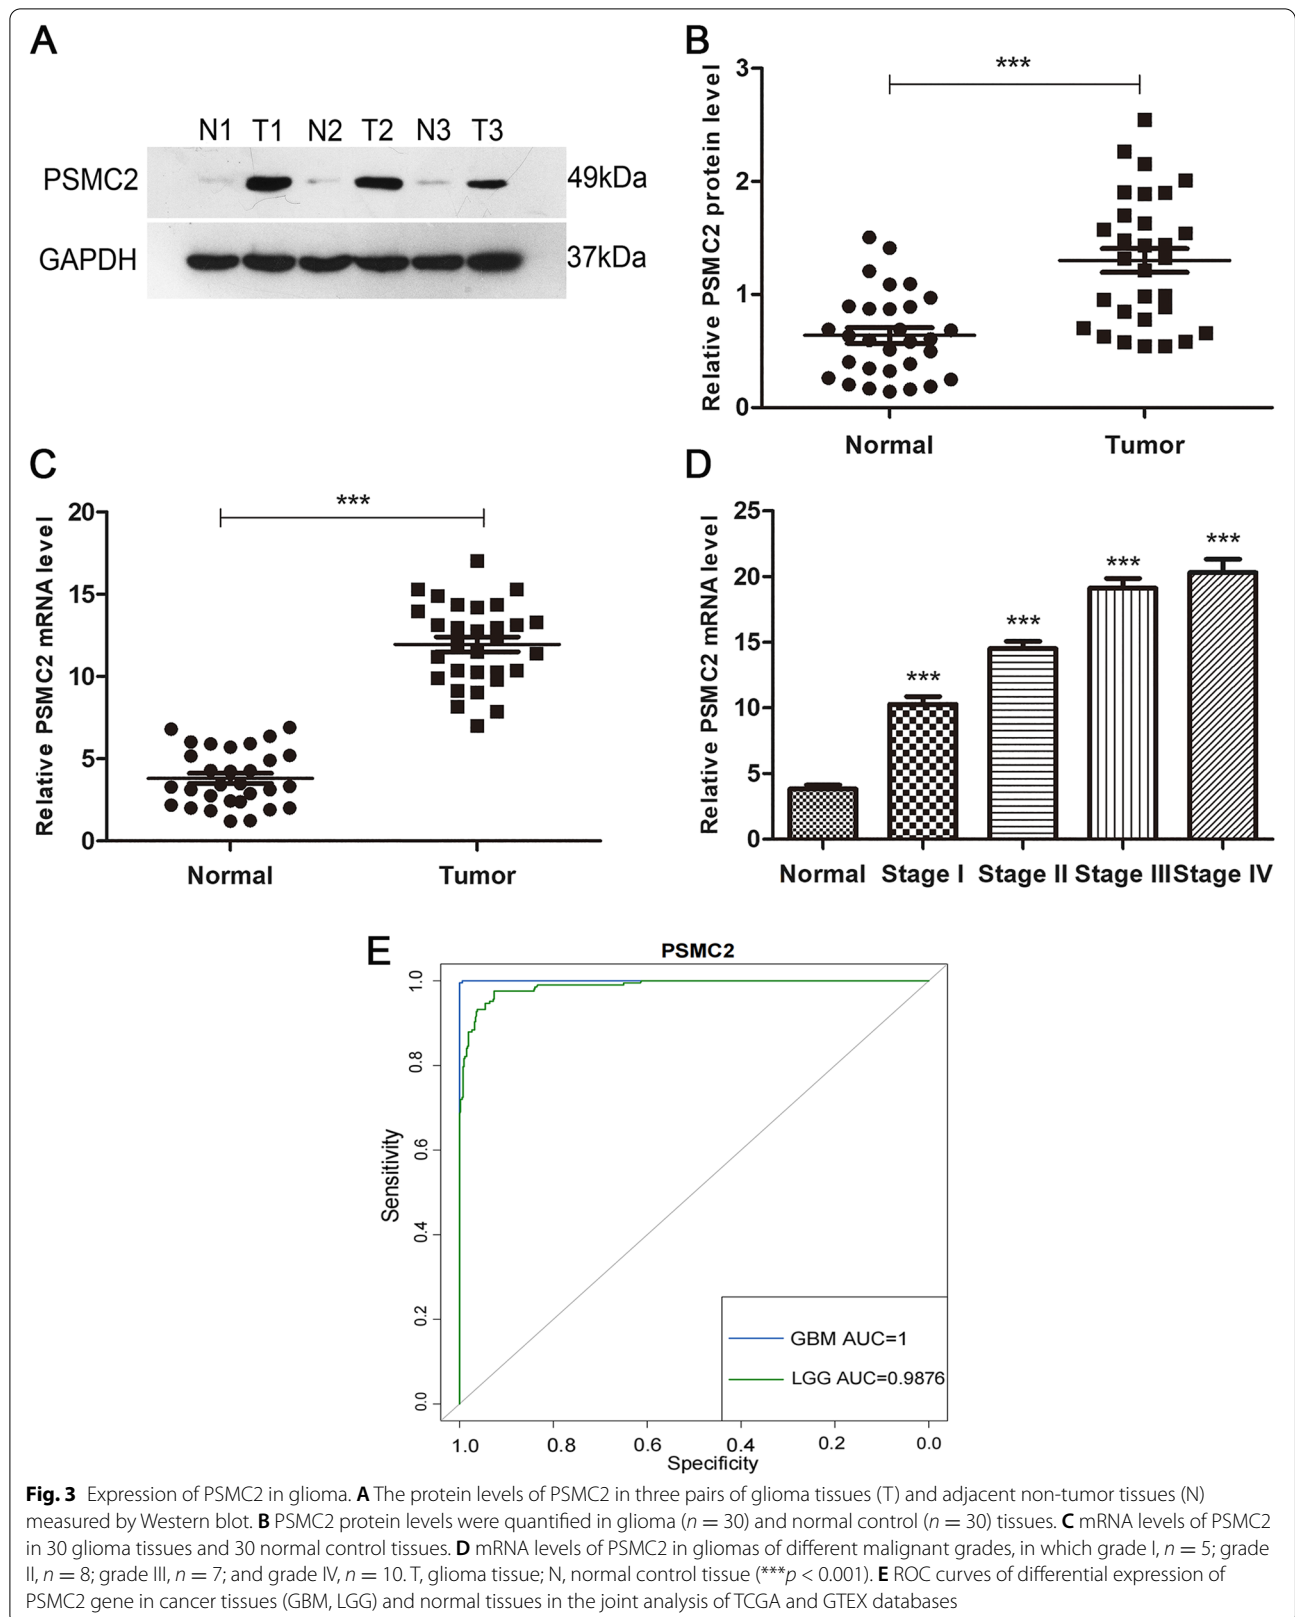 A
N1 T1 N2 T2 N3 T3
PSMC2 49kDa
GAPDH 37kDa
B
Relative PSMC2 protein level
3
2
1
0
***
Normal Tumor
C
Relative PSMC2 mRNA level
20
15
10
5
0
***
Normal Tumor
D
Relative PSMC2 mRNA level
25
20
15
10
5
0
*** *** *** ***
Normal Stage I Stage II Stage III Stage IV
E
PSMC2
Sensitivity
1.0
0.8
0.6
0.4
0.2
0.0
GBM AUC=1
LGG AUC=0.9876
1.0 0.8 0.6 0.4 0.2 0.0
Specificity
Fig. 3 Expression of PSMC2 in glioma. A The protein levels of PSMC2 in three pairs of glioma tissues (T) and adjacent non-tumor tissues (N)
measured by Western blot. B PSMC2 protein levels were quantified in glioma (n = 30) and normal control (n = 30) tissues. C mRNA levels of PSMC2
in 30 glioma tissues and 30 normal control tissues. D mRNA levels of PSMC2 in gliomas of different malignant grades, in which grade I, n = 5; grade
II, n = 8; grade III, n = 7; and grade IV, n = 10. T, glioma tissue; N, normal control tissue (***p < 0.001). E ROC curves of differential expression of
PSMC2 gene in cancer tissues (GBM, LGG) and normal tissues in the joint analysis of TCGA and GTEX databases